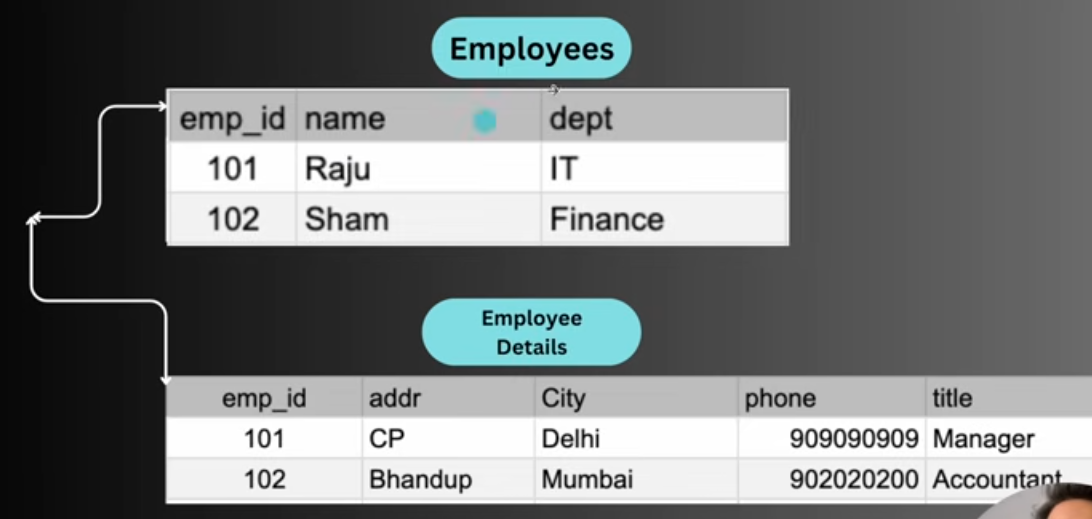 Employees
emp_id name dept
101 Raju IT
102 Sham Finance
Employee
Details
emp_id addr City phone title
101 CP Delhi 909090909 Manager
102 Bhandup Mumbai 902020200 Accountant